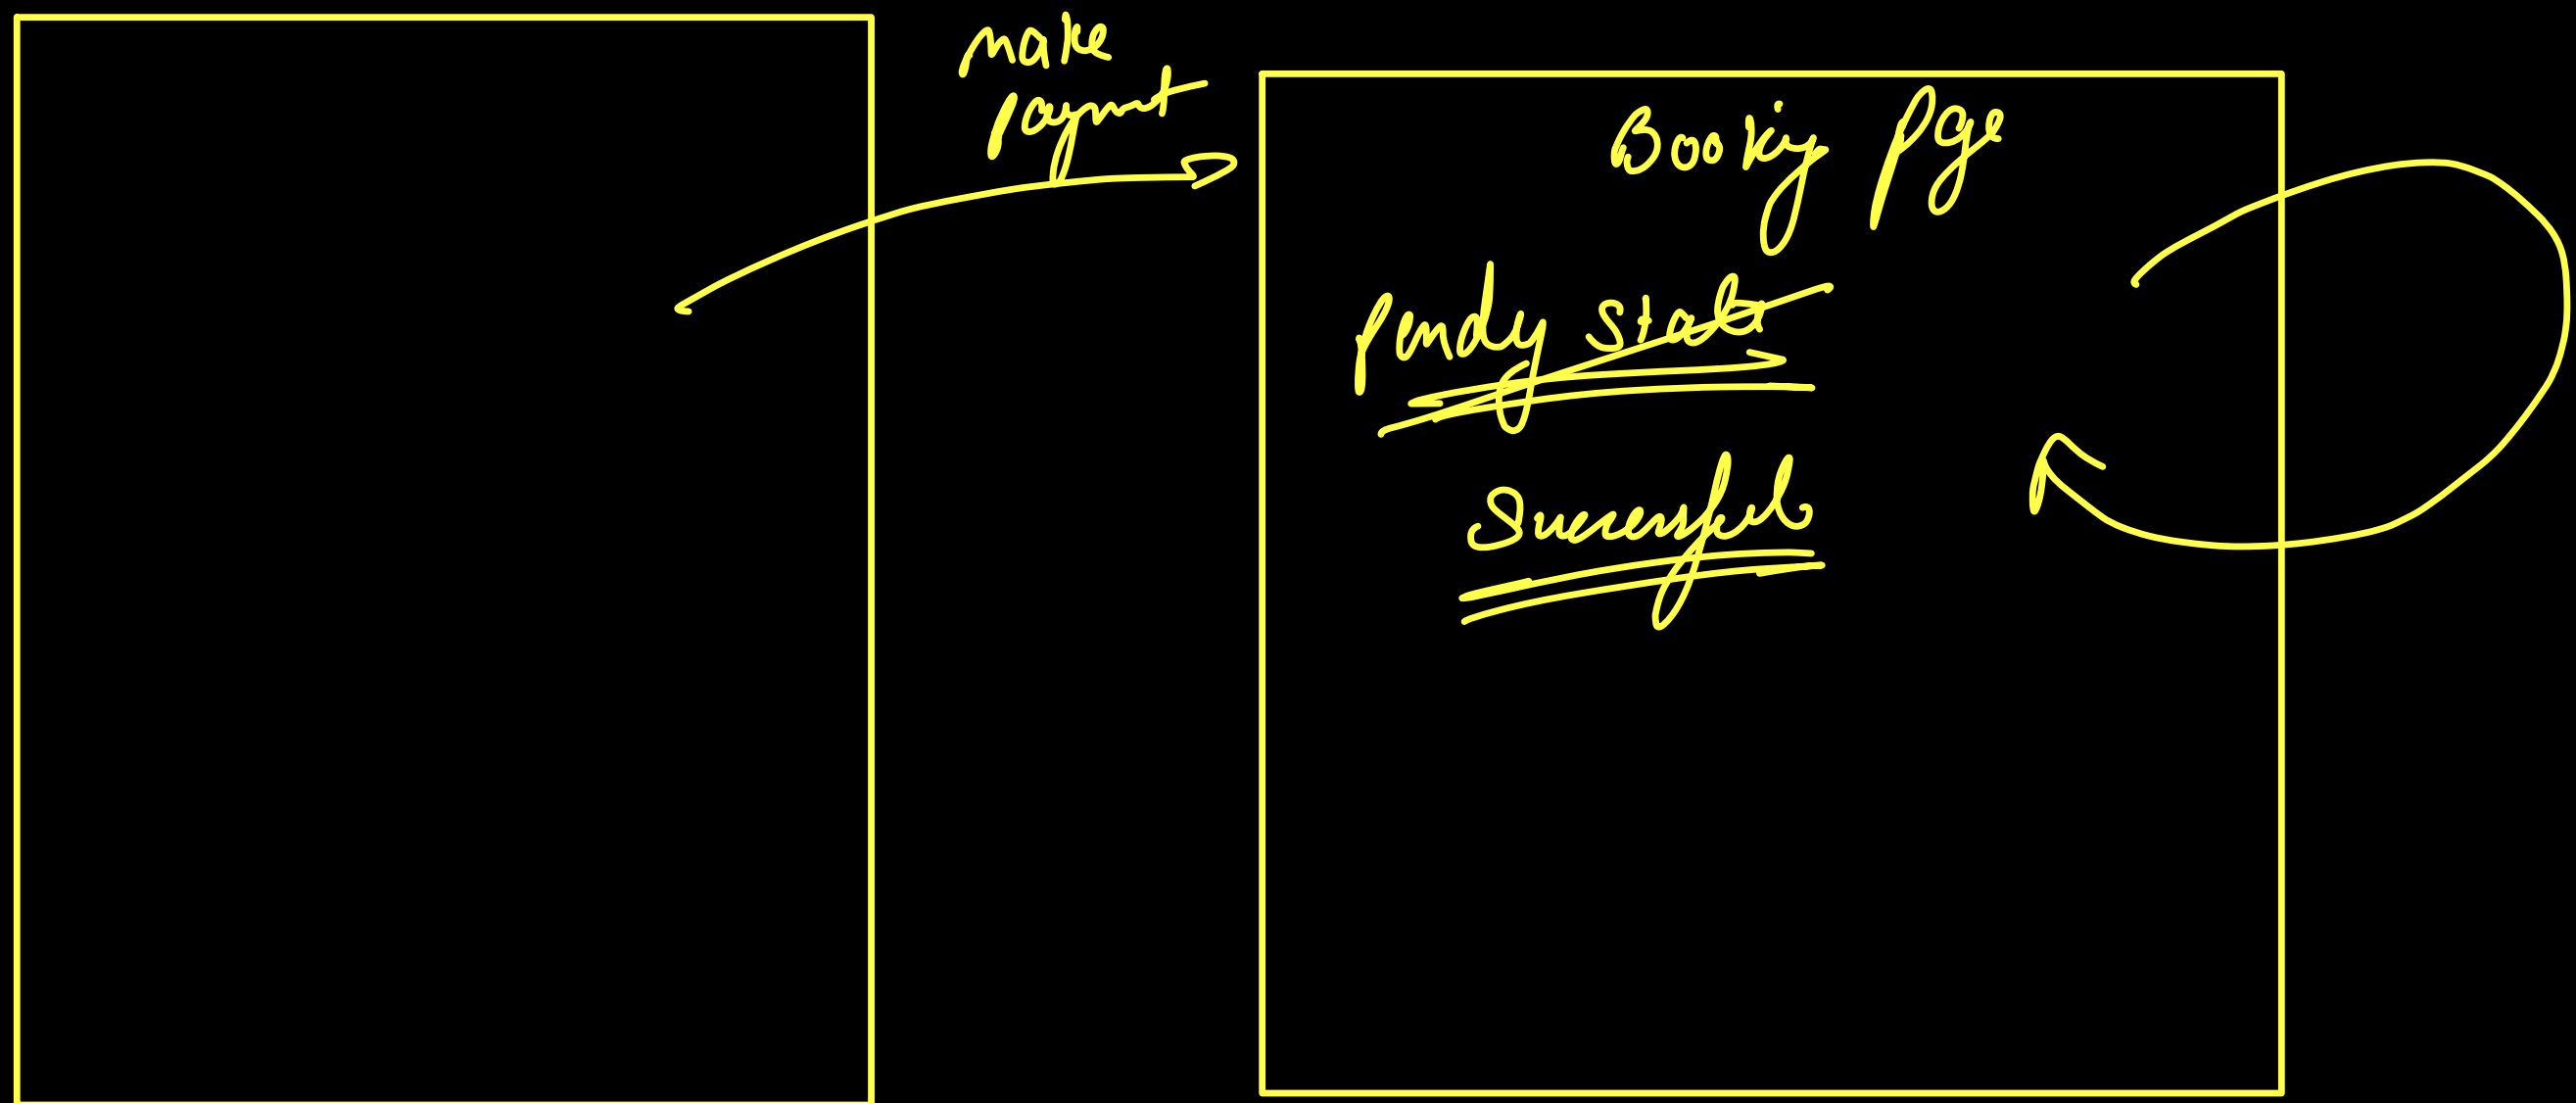 make
payment
Booking Page
pending state
Successful